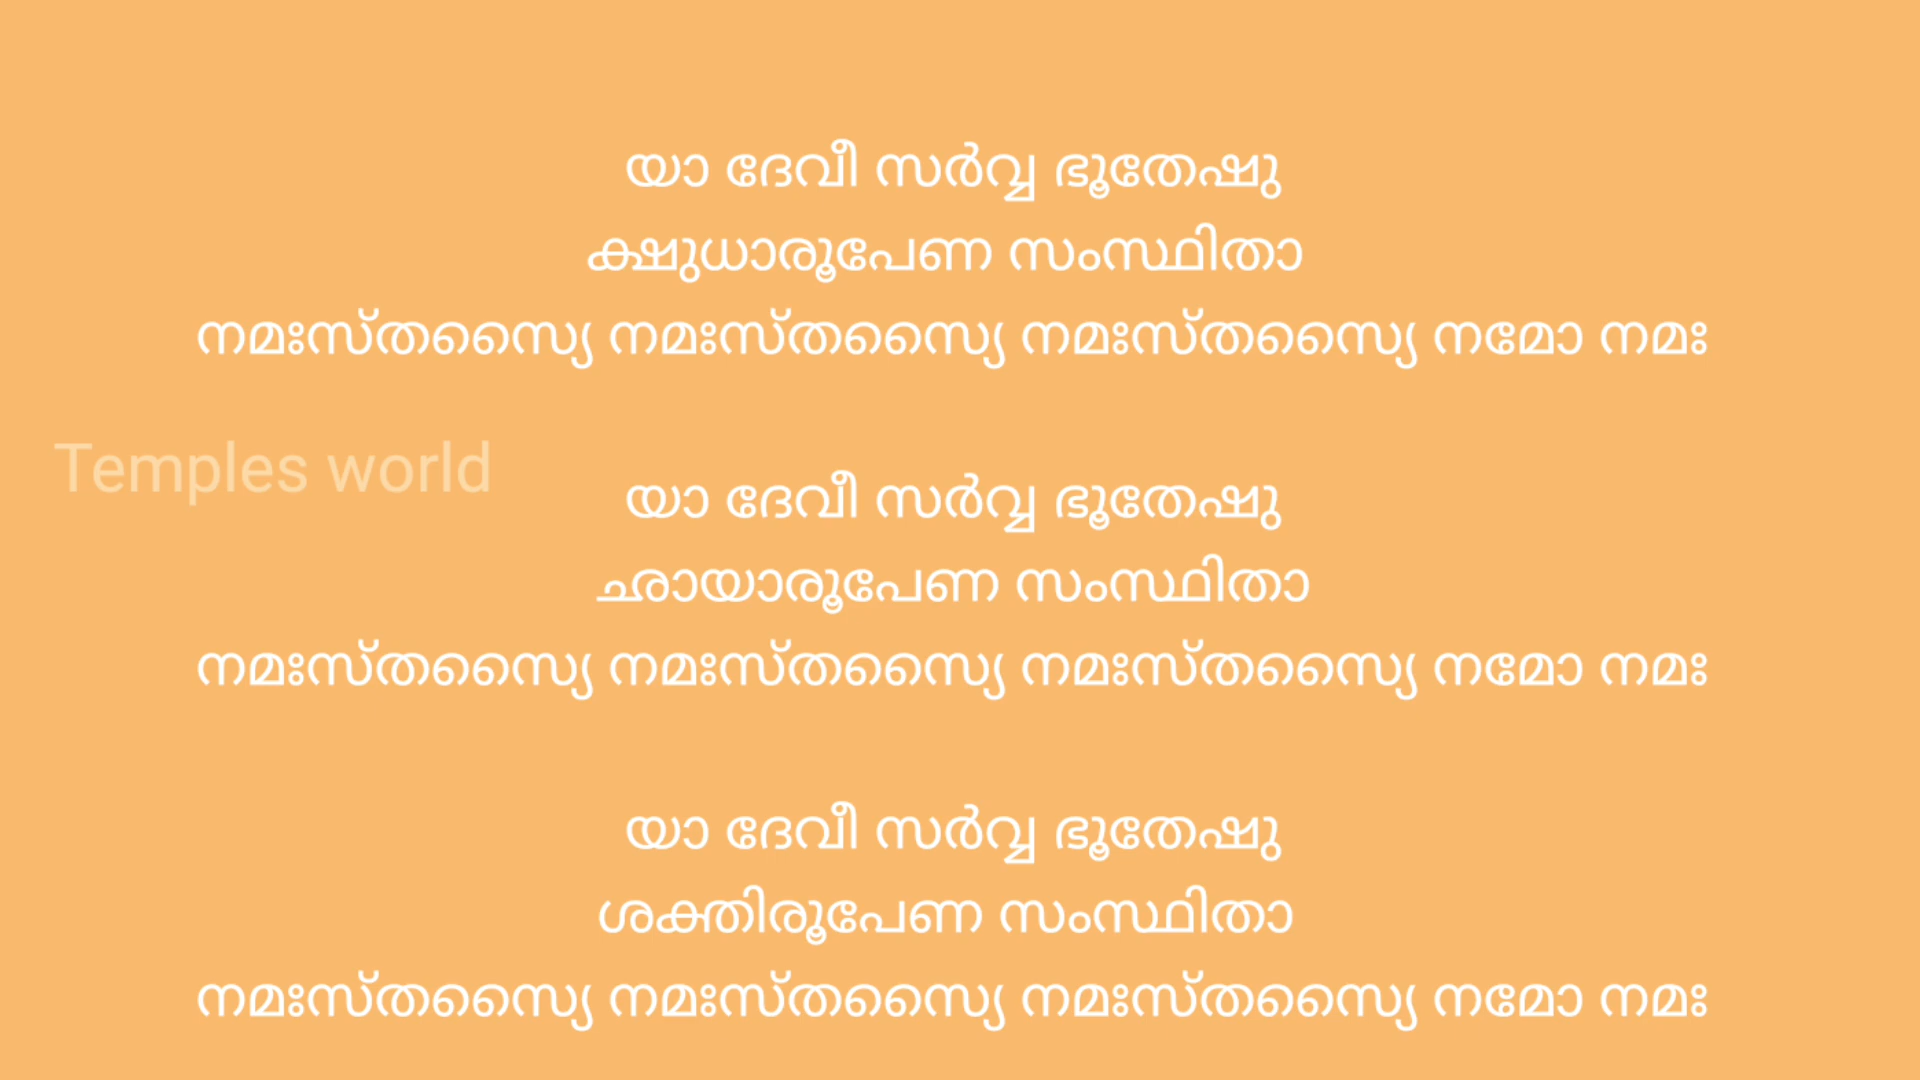 യാ ദേവീ സർവ്വ ഭൂതേഷു
ക്ഷുധാരൂപേണ സംസ്ഥിതാ
നമഃസ്തസ്യൈ നമഃസ്തസ്യൈ നമഃസ്തസ്യൈ നമോ നമഃ
Temples world
യാ ദേവീ സർവ്വ ഭൂതേഷു
ഛായാരൂപേണ സംസ്ഥിതാ
നമഃസ്തസ്യൈ നമഃസ്തസ്യൈ നമഃസ്തസ്യൈ നമോ നമഃ
യാ ദേവീ സർവ്വ ഭൂതേഷു
ശക്തിരൂപേണ സംസ്ഥിതാ
നമഃസ്തസ്യൈ നമഃസ്തസ്യൈ നമഃസ്തസ്യൈ നമോ നമഃ